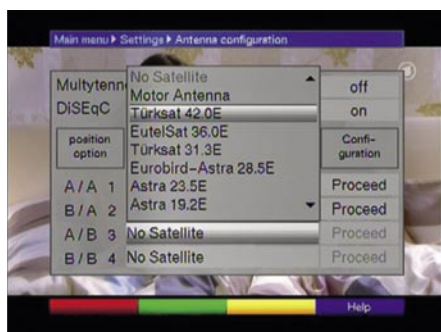 Main menu Settings Antenna configuration
Multytenn
off
DiSEqC
on
position option
Confi-guration
No Satellite
Motor Antenna
Türksat 42.0E
EutelSat 36.0E
Türksat 31.3E
Eurobird-Astra 28.5E
Astra 23.5E
Astra 19.2E
A/A 1
Proceed
B/A 2
Proceed
A/B 3 No Satellite Proceed
B/B 4 No Satellite Proceed
Help